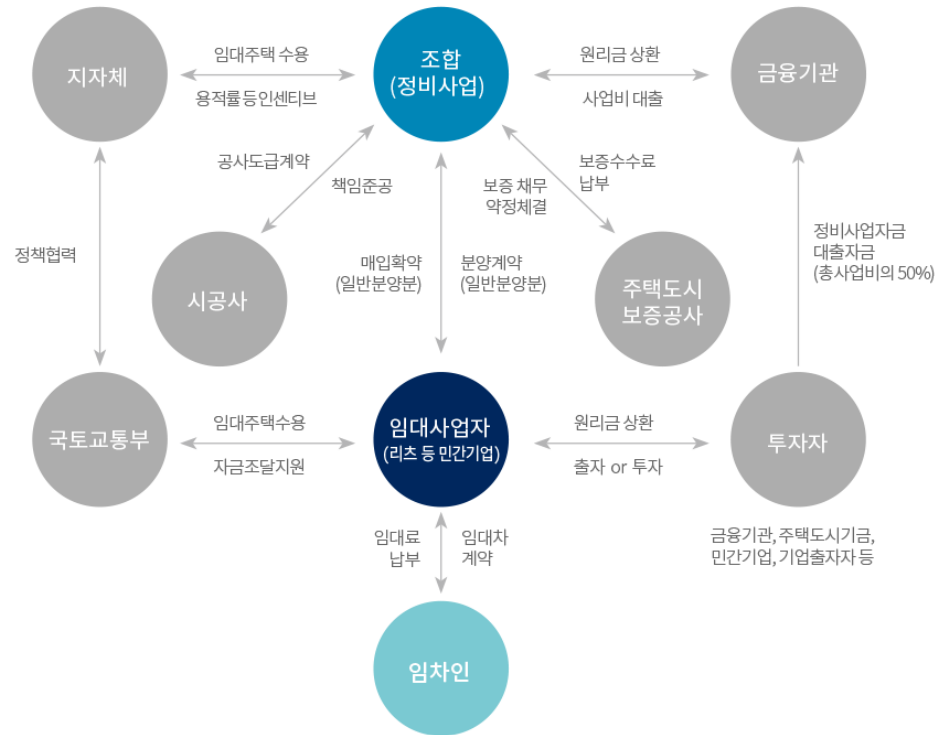 지자체
임대주택 수용
용적률등인센티브
조합
(정비사업)
원리금 상환
사업비 대출
금융기관
공사도급계약
책임준공
보증수수료
납부
보증 채무
약정체결
정책협력
시공사
매입확약
(일반분양분)
분양계약
(일반분양분)
주택도시
보증공사
정비사업자금
대출자금
(총사업비의 50%)
국토교통부
임대주택수용
자금조달지원
임대사업자
(리츠 등 민간기업)
원리금 상환
출자 or 투자
투자자
임대료
납부
임대차
계약
금융기관, 주택도시기금,
민간기업, 기업출자자 등
임차인